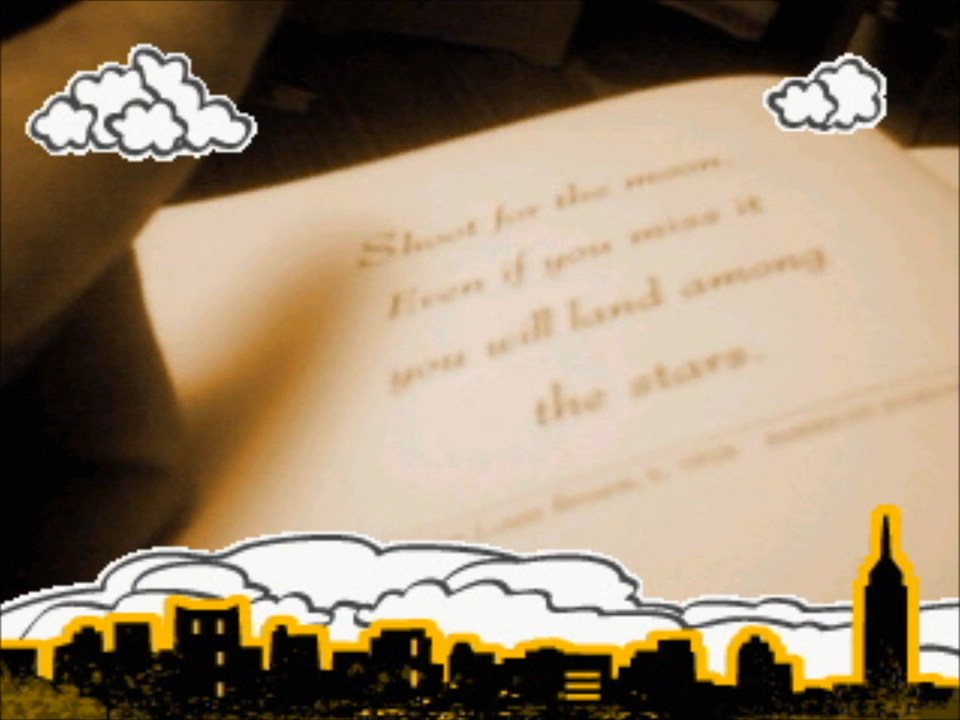 Shoot for the moon.
Even if you miss it
you will land among
the stars.